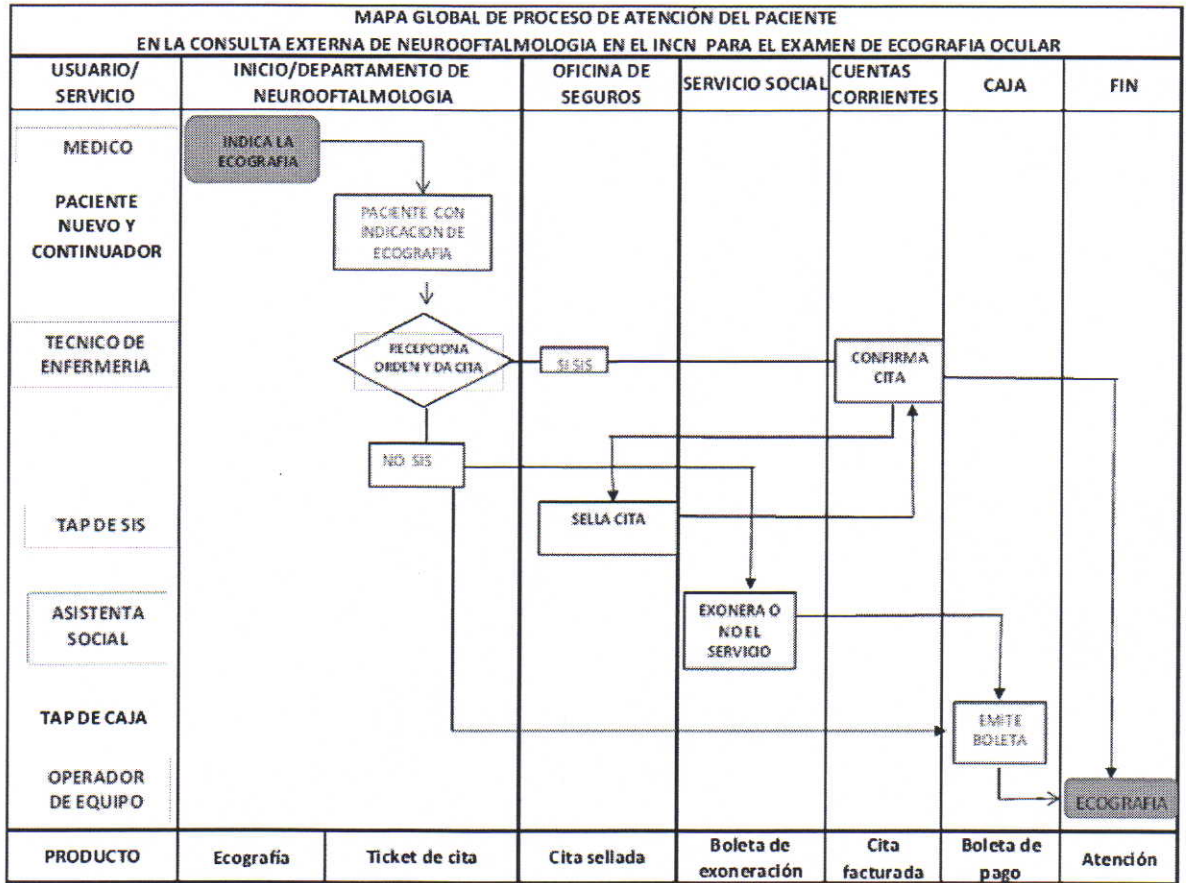 MAPA GLOBAL DE PROCESO DE ATENCIÓN DEL PACIENTE
EN LA CONSULTA EXTERNA DE NEUROOFTALMOLOGIA EN EL INCN PARA EL EXAMEN DE ECOGRAFIA OCULAR
USUARIO/
SERVICIO
INICIO/DEPARTAMENTO DE
NEUROOFTALMOLOGIA
OFICINA DE
SEGUROS
SERVICIO SOCIAL
CUENTAS
CORRIENTES
CAJA
FIN
MEDICO
INDICA LA
ECOGRAFIA
PACIENTE
NUEVO Y
CONTINUADOR
PACIENTE CON
INDICACION DE
ECOGRAFIA
TECNICO DE
ENFERMERIA
RECEPCIONA
ORDEN Y DA CITA
SI SIS
CONFIRMA
CITA
NO SIS
TAP DE SIS
SELLA CITA
ASISTENTA
SOCIAL
EXONERA O
NO EL
SERVICIO
TAP DE CAJA
EMITE
BOLETA
OPERADOR
DE EQUIPO
ECOGRAFIA
PRODUCTO
Ecografía
Ticket de cita
Cita sellada
Boleta de
exoneración
Cita
facturada
Boleta de
pago
Atención